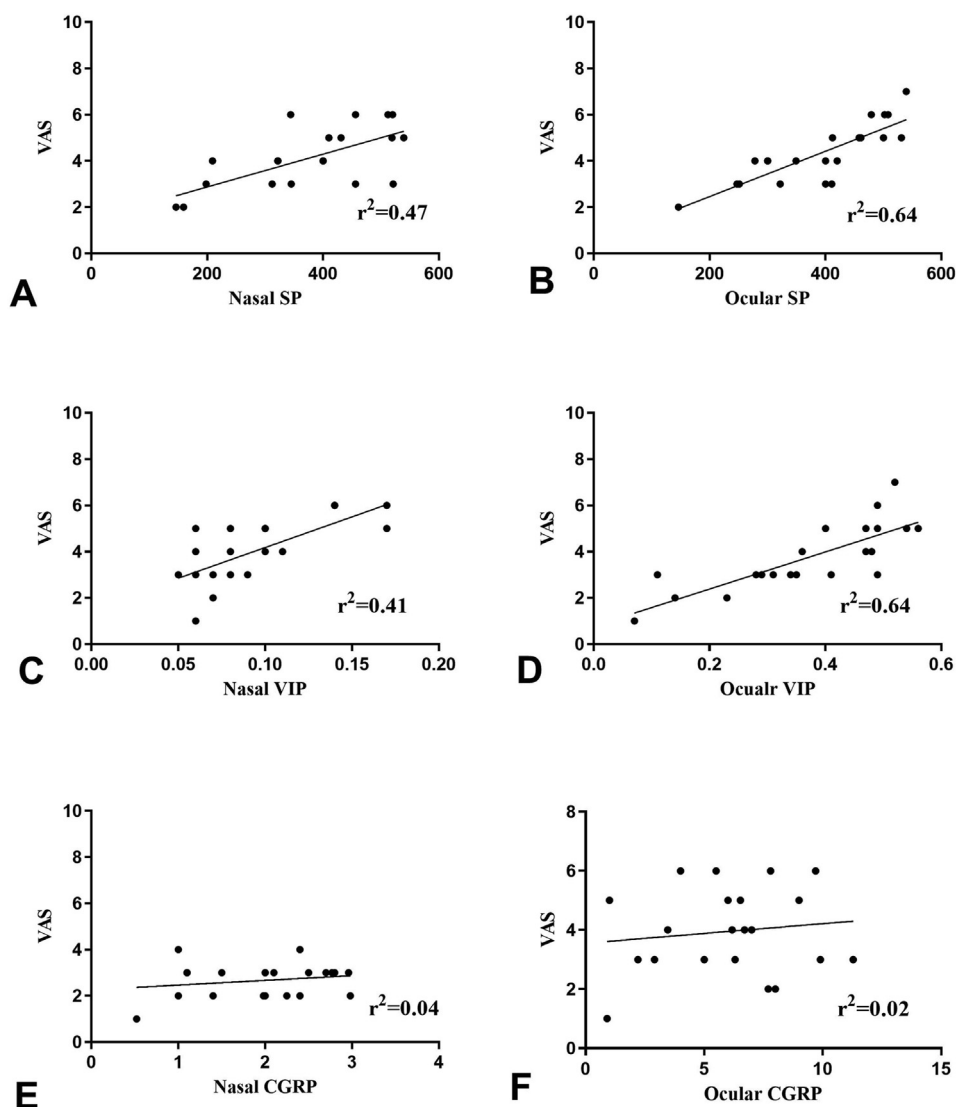 10
8
6
4
2
0
VAS
r²=0.47
0 200 400 600
Nasal SP
A
10
8
6
4
2
0
VAS
r²=0.64
0 200 400 600
Ocular SP
B
10
8
6
4
2
0
VAS
r²=0.41
0.00 0.05 0.10 0.15 0.20
Nasal VIP
C
10
8
6
4
2
0
VAS
r²=0.64
0.0 0.2 0.4 0.6
Ocualr VIP
D
10
8
6
4
2
0
VAS
r²=0.04
0 1 2 3 4
Nasal CGRP
E
8
6
4
2
0
VAS
r²=0.02
0 5 10 15
Ocular CGRP
F